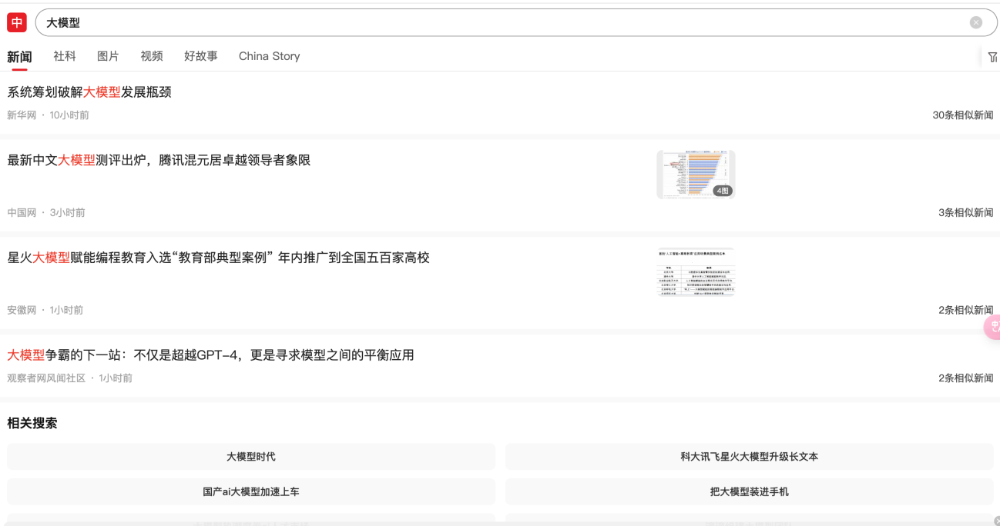 中
大模型
新闻 社科 图片 视频 好故事 China Story
系统筹划破解大模型发展瓶颈
新华网 · 10小时前
30条相似新闻
最新中文大模型测评出炉，腾讯混元居卓越领导者象限
4图
中国网 · 3小时前
3条相似新闻
星火大模型赋能编程教育入选“教育部典型案例” 年内推广到全国五百家高校
安徽网 · 1小时前
2条相似新闻
大模型争霸的下一站：不仅是超越GPT-4，更是寻求模型之间的平衡应用
观察者网风闻社区 · 1小时前
2条相似新闻
相关搜索
大模型时代
科大讯飞星火大模型升级长文本
国产ai大模型加速上车
把大模型装进手机